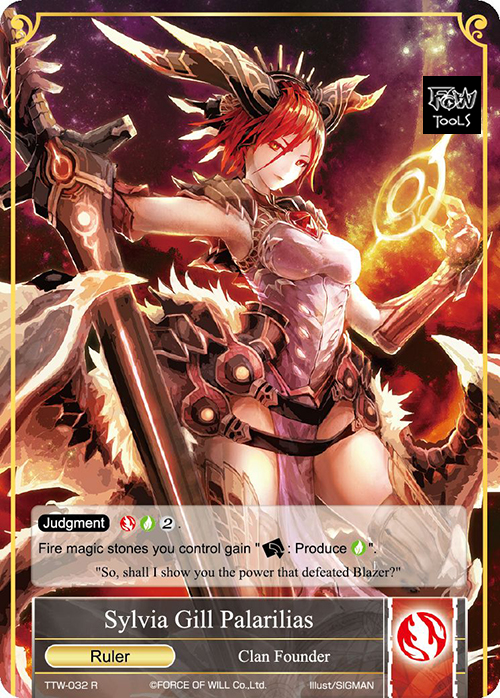 FoW
TOOLS
Judgment 2 .
Fire magic stones you control gain " : Produce ".
"So, shall I show you the power that defeated Blazer?"
Sylvia Gill Palarilias
Ruler
Clan Founder
TTW-032 R
©FORCE OF WILL Co.,Ltd.
Illust/SIGMAN